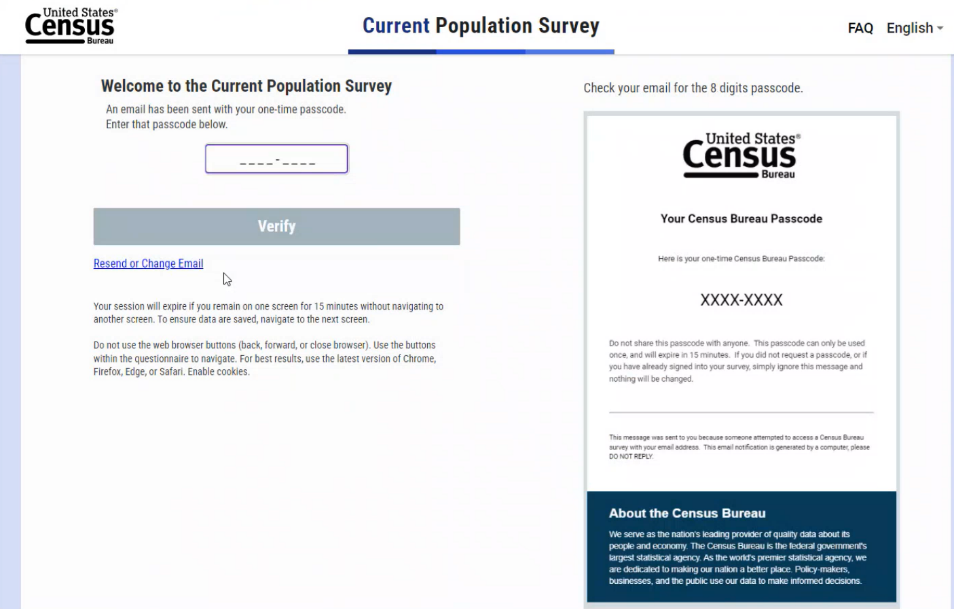 United States®
Census
Bureau
Current Population Survey
FAQ English
Welcome to the Current Population Survey
An email has been sent with your one-time passcode.
Enter that passcode below.
_ _ _ _ - _ _ _ _
Verify
Resend or Change Email
Your session will expire if you remain on one screen for 15 minutes without navigating to
another screen. To ensure data are saved, navigate to the next screen.
Do not use the web browser buttons (back, forward, or close browser). Use the buttons
within the questionnaire to navigate. For best results, use the latest version of Chrome,
Firefox, Edge, or Safari. Enable cookies.
Check your email for the 8 digits passcode.
United States®
Census
Bureau
Your Census Bureau Passcode
Here is your one-time Census Bureau Passcode:
XXXX-XXXX
Do not share this passcode with anyone. This passcode can only be used
once, and will expire in 15 minutes. If you did not request a passcode, or if
you have already signed into your survey, simply ignore this message and
nothing will be changed.
This message was sent to you because someone attempted to access a Census Bureau
survey with your email address. This email notification is generated by a computer, please
DO NOT REPLY.
About the Census Bureau
We serve as the nation's leading provider of quality data about its
people and economy. The Census Bureau is the federal government's
largest statistical agency. As the world's premier statistical agency, we
are dedicated to making our nation a better place. Policy-makers,
businesses, and the public use our data to make informed decisions.